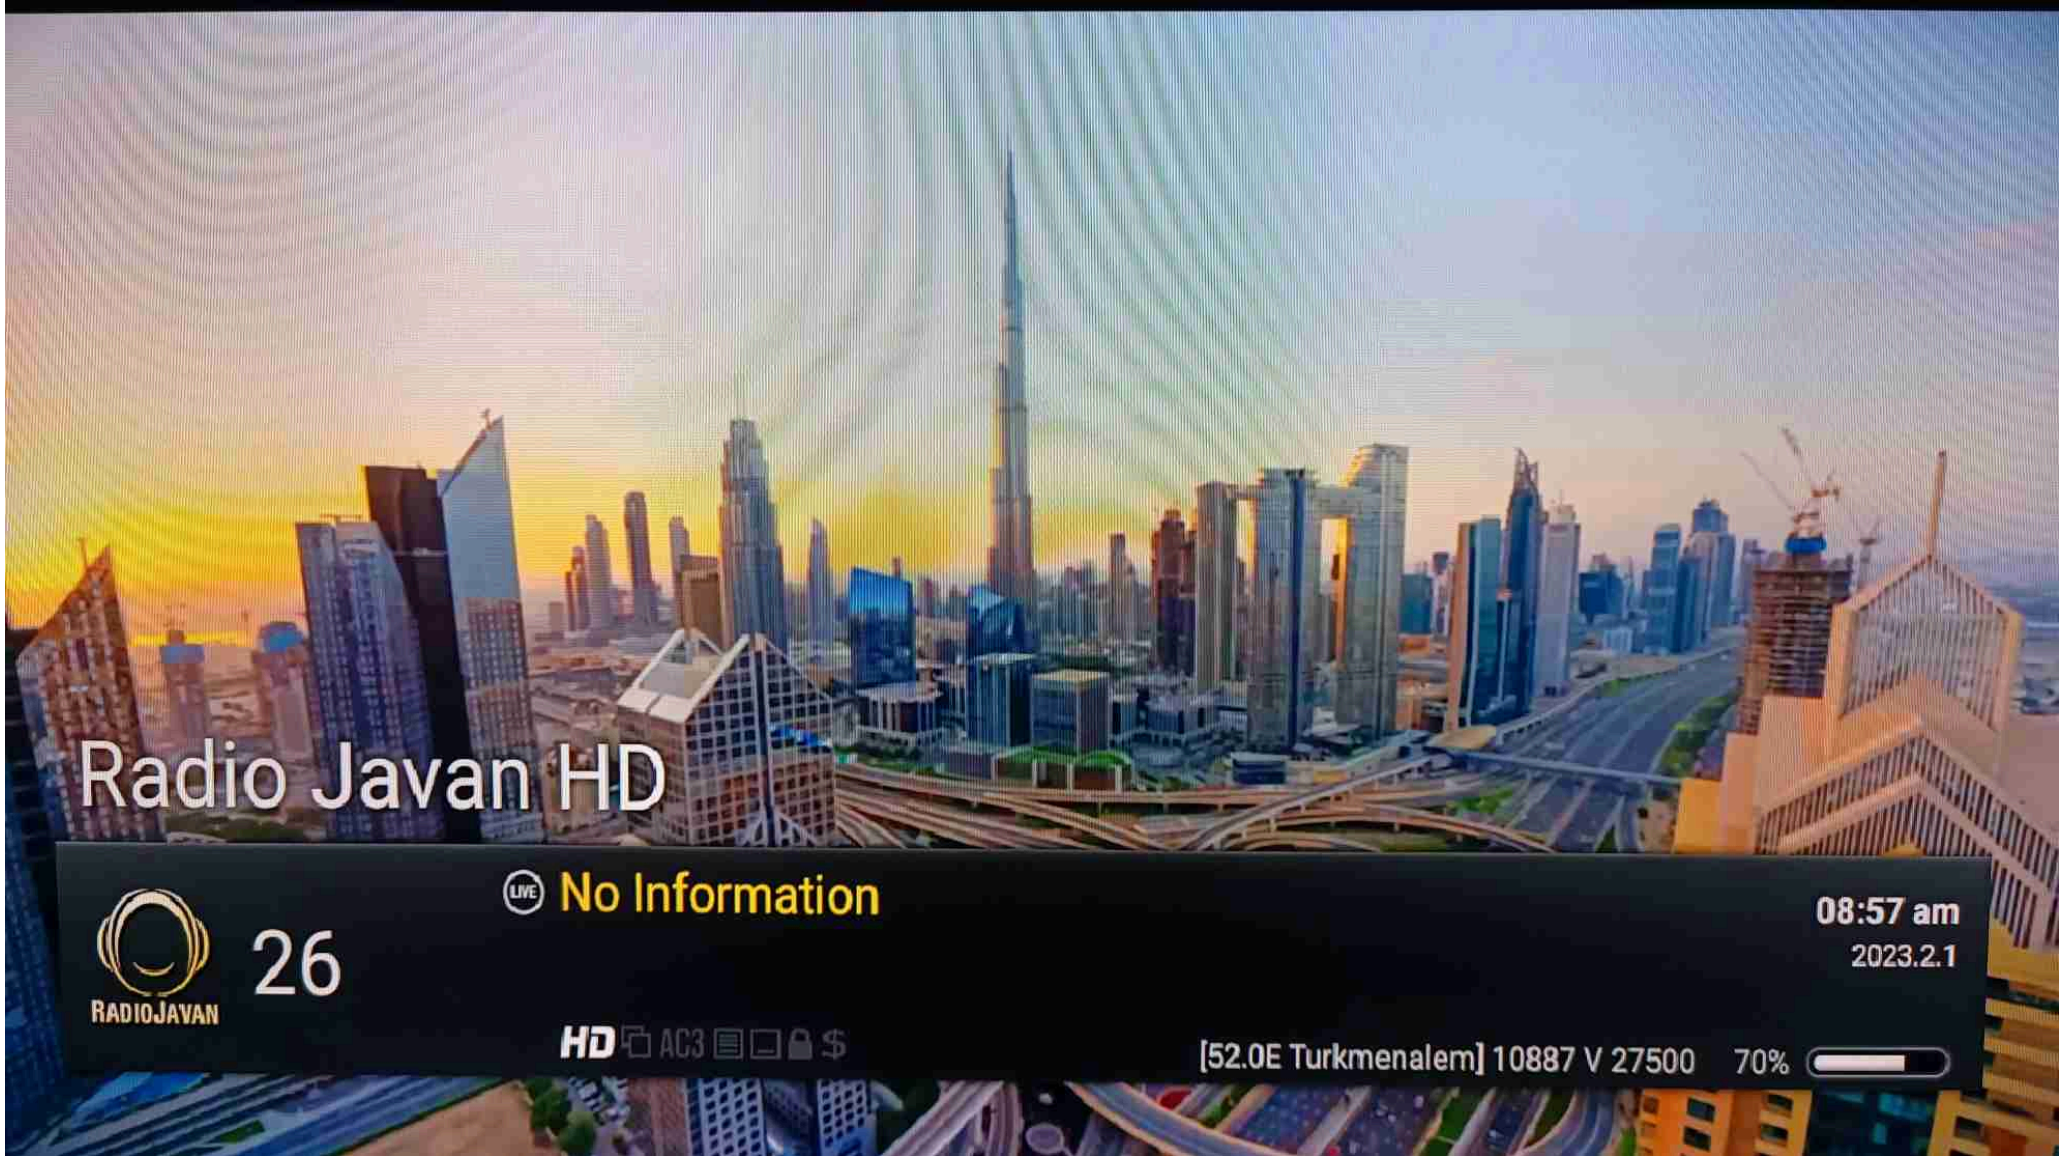 Radio Javan HD
LIVE No Information
RADIOJAVAN
26
08:57 am
2023.2.1
HD AC3 $
[52.0E Turkmenalem] 10887 V 27500 70%